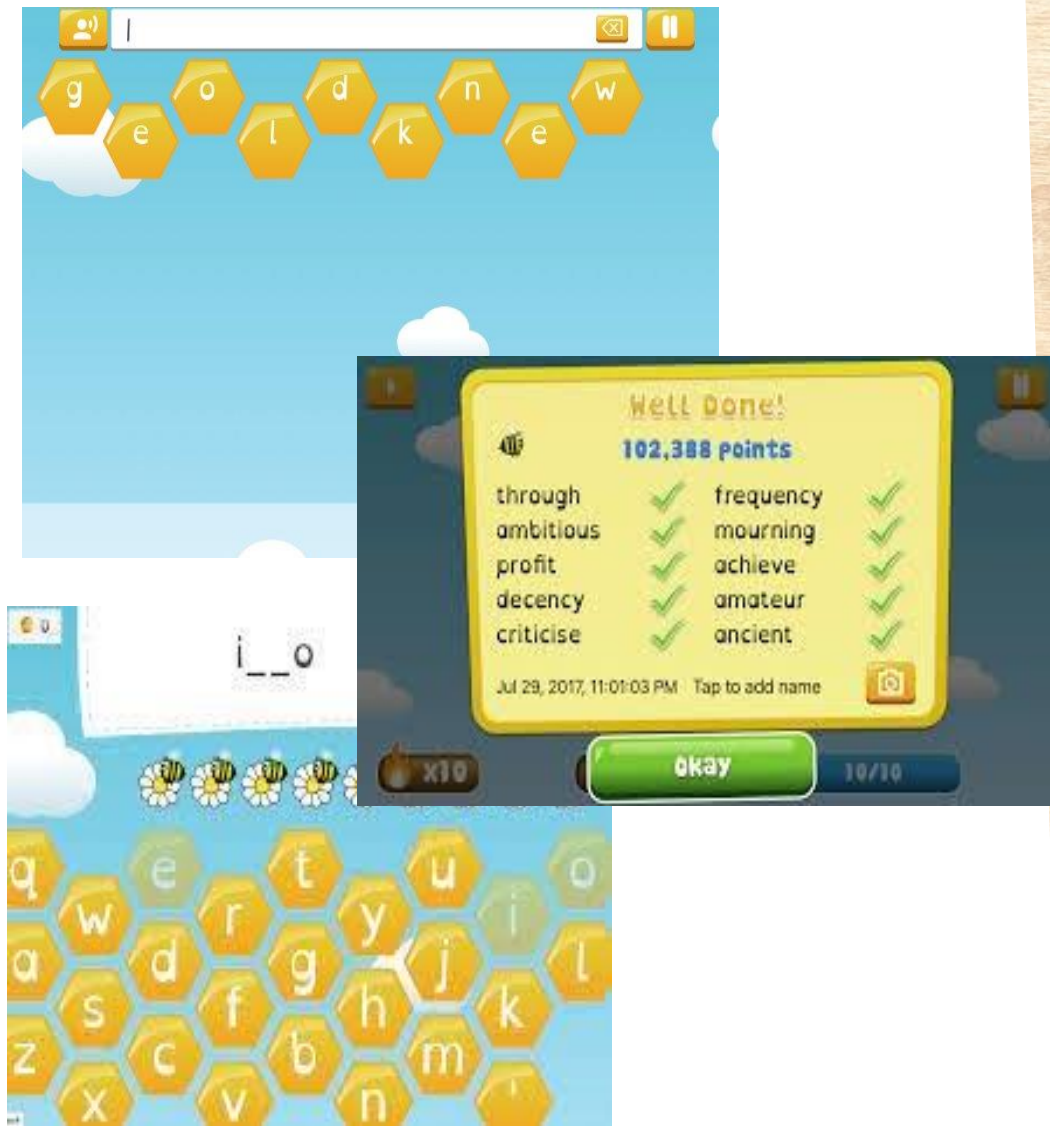 g o d n w
e l k e
Well Done!
102,388 points
through frequency
ambitious mourning
profit achieve
decency amateur
criticise ancient
Jul 29, 2017, 11:01:03 PM Tap to add name
x10 okay 10/10
0
i__o
q e t u o
w r y i
a d g j l
s f h k
z c b m
x v n '